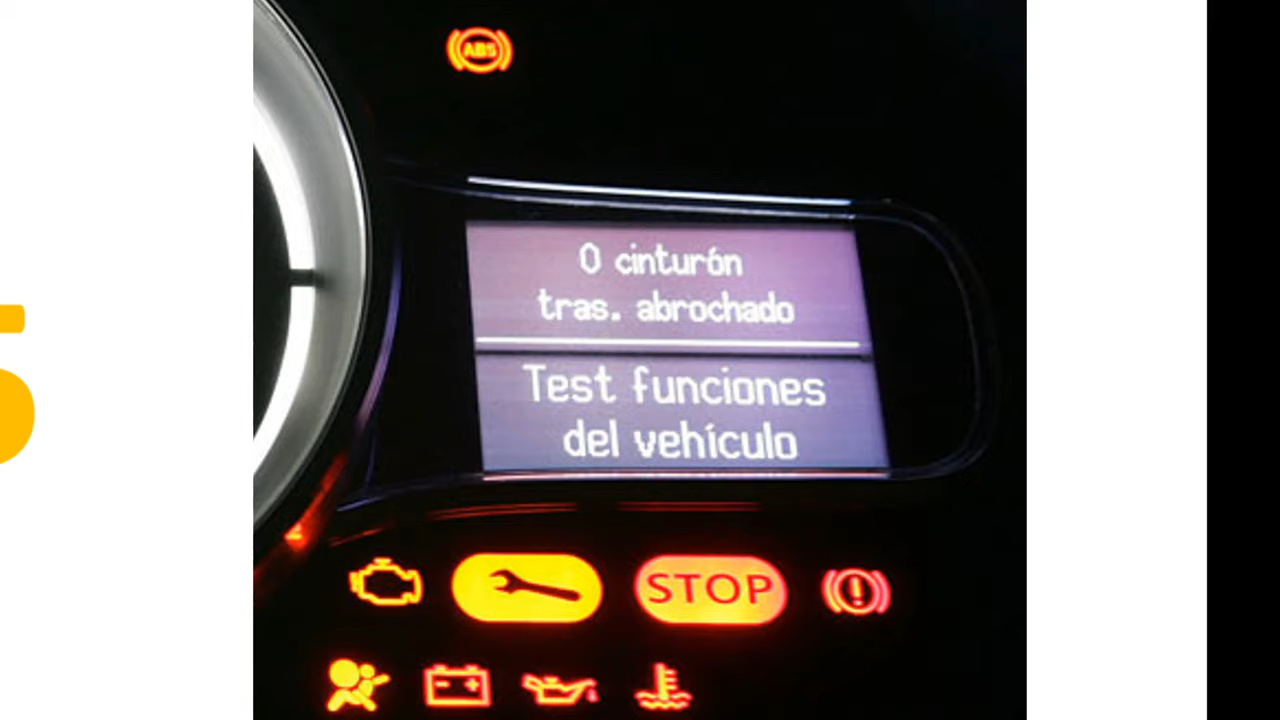 ABS
0 cinturón
tras. abrochado
Test funciones
del vehículo
STOP